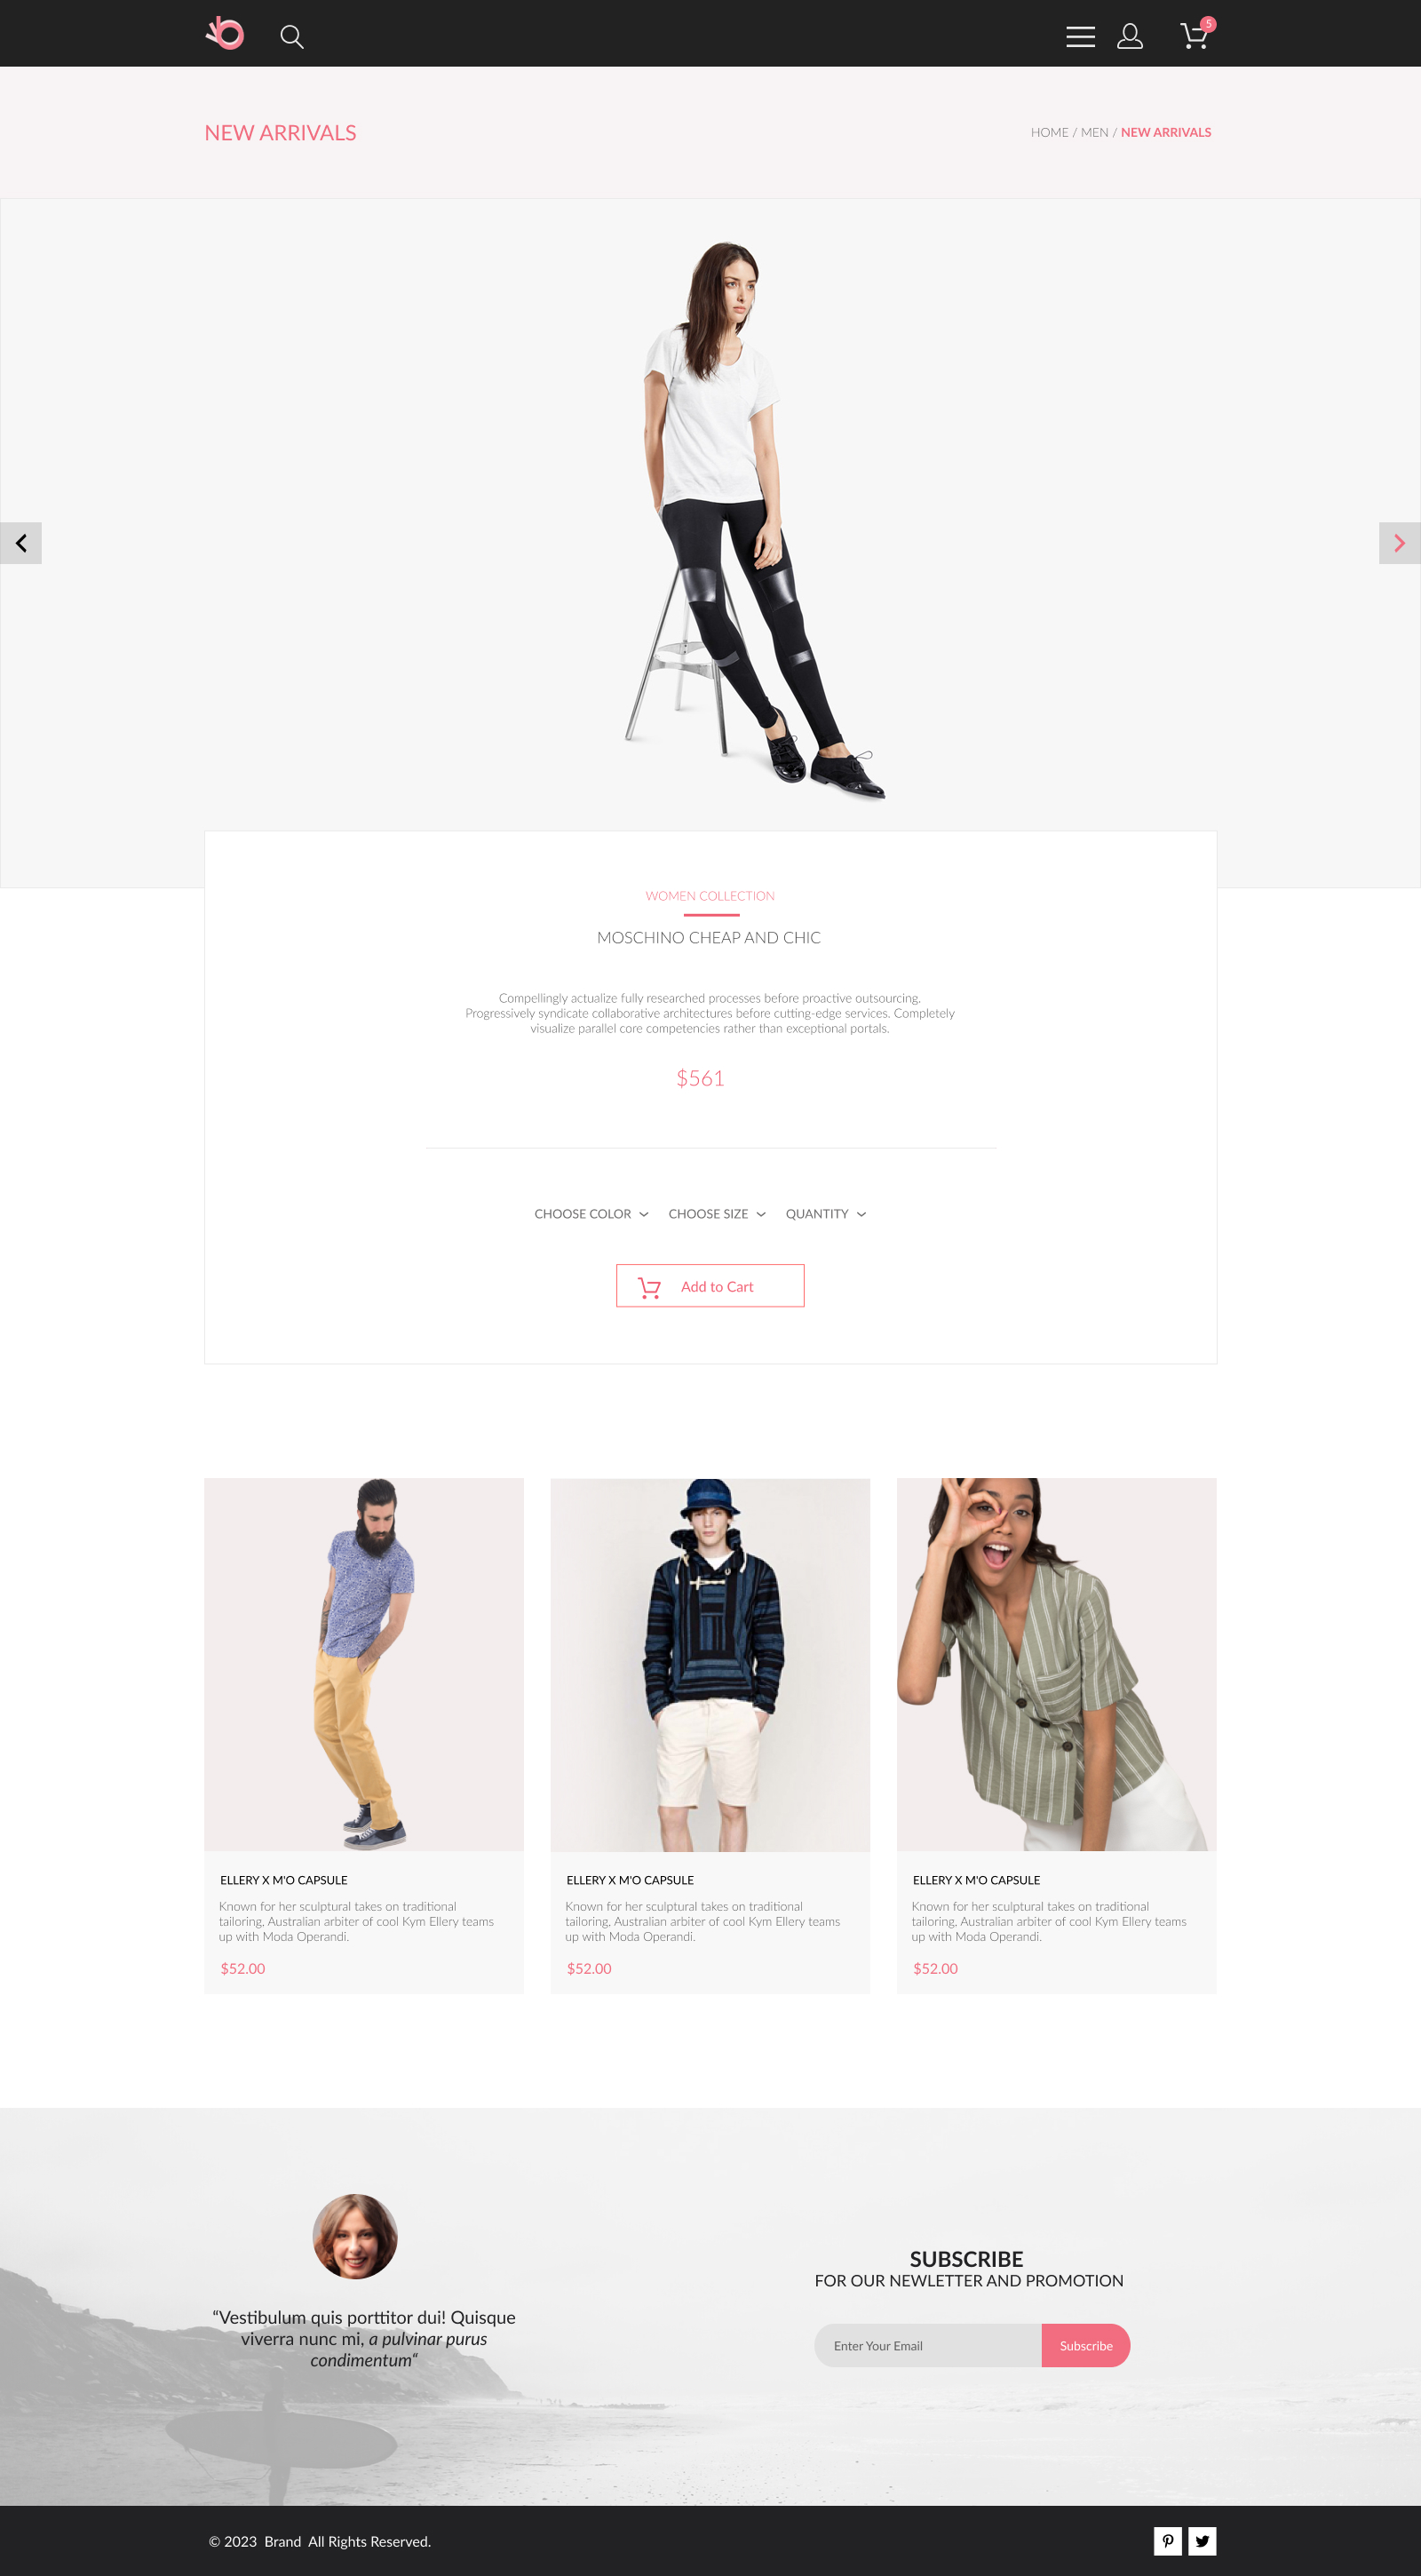 5
NEW ARRIVALS
HOME / MEN / NEW ARRIVALS
WOMEN COLLECTION
MOSCHINO CHEAP AND CHIC
Compellingly actualize fully researched processes before proactive outsourcing.
Progressively syndicate collaborative architectures before cutting-edge services. Completely
visualize parallel core competencies rather than exceptional portals.
$561
CHOOSE COLOR
CHOOSE SIZE
QUANTITY
Add to Cart
ELLERY X M'O CAPSULE
Known for her sculptural takes on traditional
tailoring, Australian arbiter of cool Kym Ellery teams
up with Moda Operandi.
$52.00
ELLERY X M'O CAPSULE
Known for her sculptural takes on traditional
tailoring, Australian arbiter of cool Kym Ellery teams
up with Moda Operandi.
$52.00
ELLERY X M'O CAPSULE
Known for her sculptural takes on traditional
tailoring, Australian arbiter of cool Kym Ellery teams
up with Moda Operandi.
$52.00
“Vestibulum quis porttitor dui! Quisque
viverra nunc mi, a pulvinar purus
condimentum“
SUBSCRIBE
FOR OUR NEWLETTER AND PROMOTION
Enter Your Email
Subscribe
© 2023  Brand  All Rights Reserved.